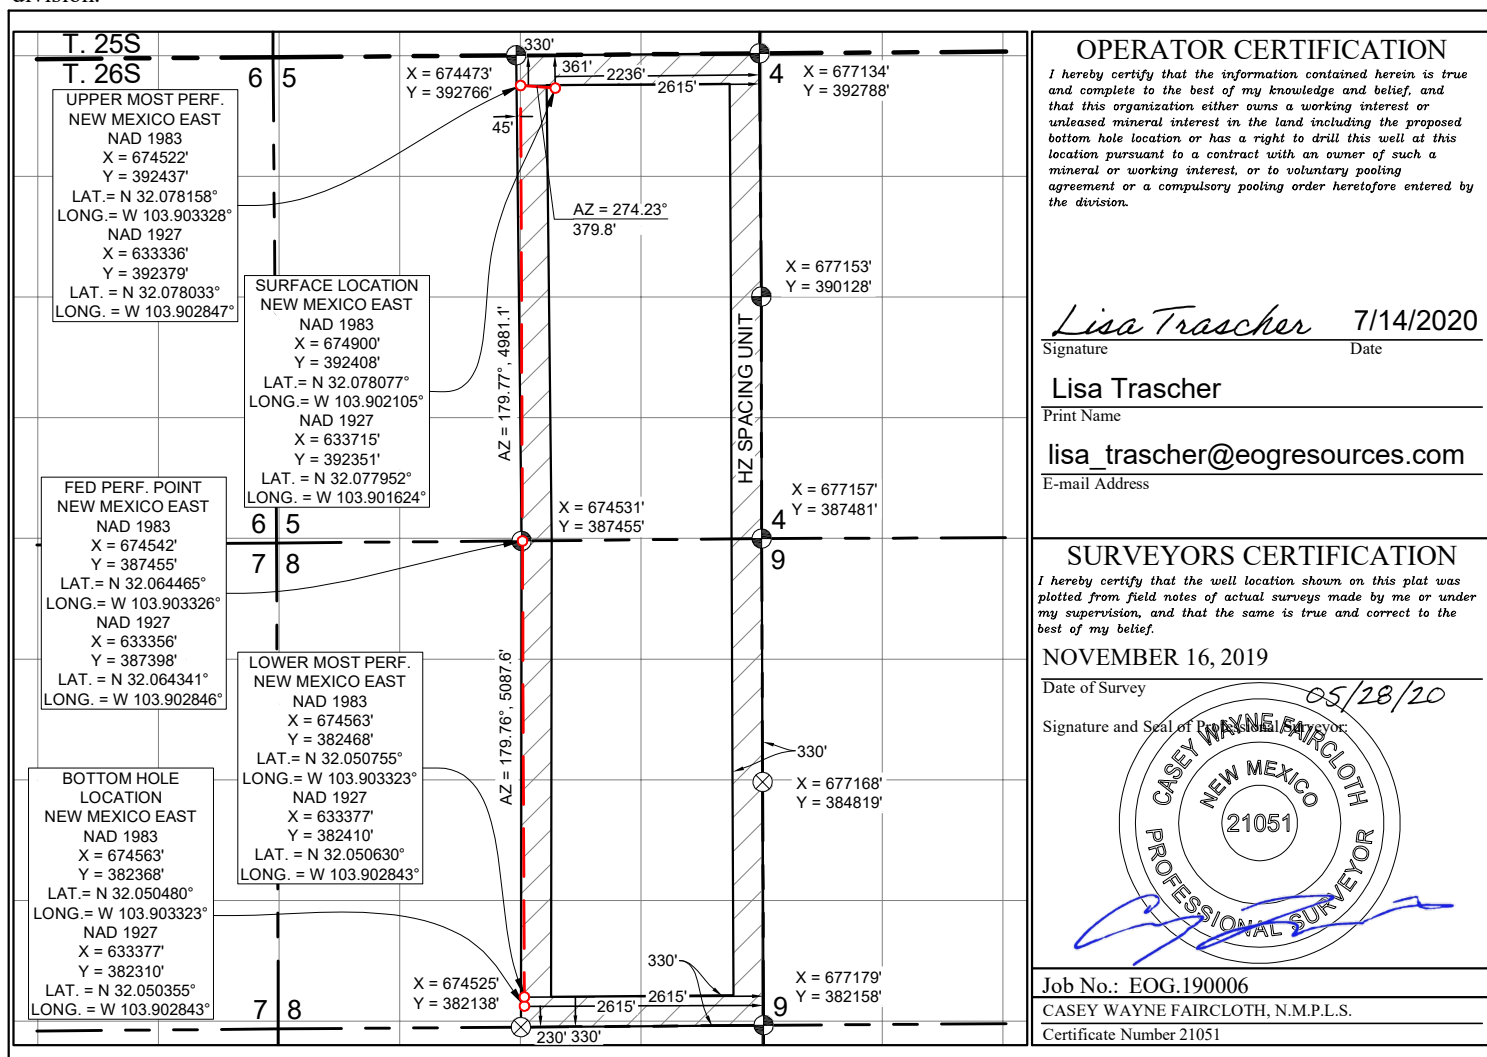 division.
T. 25S
T. 26S
6 5
330'
361'
2236'
2615'
45'
X = 674473'
Y = 392766'
4
X = 677134'
Y = 392788'
UPPER MOST PERF.
NEW MEXICO EAST
NAD 1983
X = 674522'
Y = 392437'
LAT.= N 32.078158°
LONG.= W 103.903328°
NAD 1927
X = 633336'
Y = 392379'
LAT. = N 32.078033°
LONG. = W 103.902847°
AZ = 274.23°
379.8'
SURFACE LOCATION
NEW MEXICO EAST
NAD 1983
X = 674900'
Y = 392408'
LAT.= N 32.078077°
LONG.= W 103.902105°
NAD 1927
X = 633715'
Y = 392351'
LAT. = N 32.077952°
LONG. = W 103.901624°
AZ = 179.77°, 4981.1'
HZ SPACING UNIT
X = 677153'
Y = 390128'
FED PERF. POINT
NEW MEXICO EAST
NAD 1983
X = 674542'
Y = 387455'
LAT.= N 32.064465°
LONG.= W 103.903326°
NAD 1927
X = 633356'
Y = 387398'
LAT. = N 32.064341°
LONG. = W 103.902846°
6 5
7 8
X = 674531'
Y = 387455'
X = 677157'
Y = 387481'
4
9
LOWER MOST PERF.
NEW MEXICO EAST
NAD 1983
X = 674563'
Y = 382468'
LAT.= N 32.050755°
LONG.= W 103.903323°
NAD 1927
X = 633377'
Y = 382410'
LAT. = N 32.050630°
LONG. = W 103.902843°
AZ = 179.76°, 5087.6'
330'
X = 677168'
Y = 384819'
BOTTOM HOLE
LOCATION
NEW MEXICO EAST
NAD 1983
X = 674563'
Y = 382368'
LAT.= N 32.050480°
LONG.= W 103.903323°
NAD 1927
X = 633377'
Y = 382310'
LAT. = N 32.050355°
LONG. = W 103.902843°
7 8
X = 674525'
Y = 382138'
330'
2615'
2615'
230' 330'
X = 677179'
Y = 382158'
9
OPERATOR CERTIFICATION
I hereby certify that the information contained herein is true
and complete to the best of my knowledge and belief, and
that this organization either owns a working interest or
unleased mineral interest in the land including the proposed
bottom hole location or has a right to drill this well at this
location pursuant to a contract with an owner of such a
mineral or working interest, or to voluntary pooling
agreement or a compulsory pooling order heretofore entered by
the division.
Lisa Trascher 7/14/2020
Signature Date
Lisa Trascher
Print Name
lisa_trascher@eogresources.com
E-mail Address
SURVEYORS CERTIFICATION
I hereby certify that the well location shown on this plat was
plotted from field notes of actual surveys made by me or under
my supervision, and that the same is true and correct to the
best of my belief.
NOVEMBER 16, 2019
Date of Survey
05/28/20
Signature and Seal of Professional Surveyor:
CASEY WAYNE FAIRCLOTH
NEW MEXICO
21051
PROFESSIONAL SURVEYOR
Job No.: EOG.190006
CASEY WAYNE FAIRCLOTH, N.M.P.L.S.
Certificate Number 21051